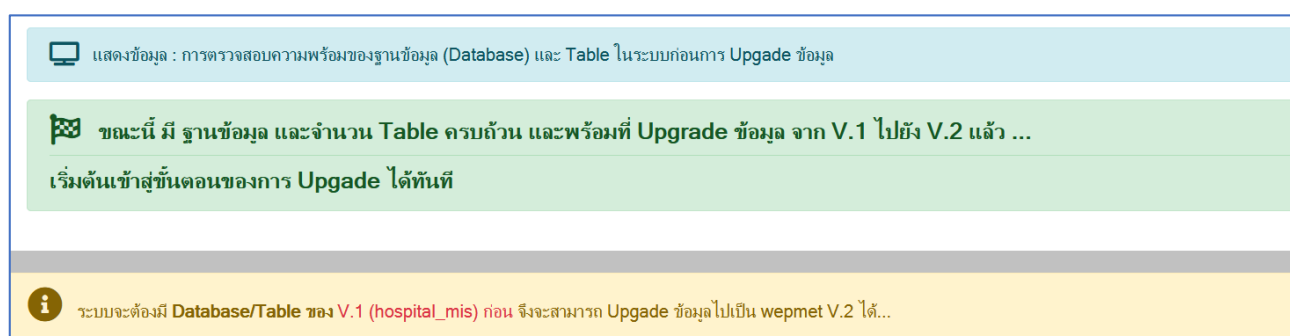 แสดงข้อมูล : การตรวจสอบความพร้อมของฐานข้อมูล (Database) และ Table ในระบบก่อนการ Upgade ข้อมูล
ขณะนี้ มี ฐานข้อมูล และจำนวน Table ครบถ้วน และพร้อมที่ Upgrade ข้อมูล จาก V.1 ไปยัง V.2 แล้ว ...
เริ่มต้นเข้าสู่ขั้นตอนของการ Upgade ได้ทันที
ระบบจะต้องมี Database/Table ของ V.1 (hospital_mis) ก่อน จึงจะสามารถ Upgade ข้อมูลไปเป็น wepmet V.2 ได้...